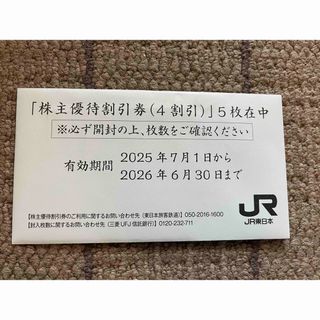 「株主優待割引券(4割引)」5枚在中
※必ず開封の上、枚数をご確認ください
有効期間 2025年7月1日から
2026年6月30日まで
JR
JR東日本
【株主優待割引券のご利用に関するお問い合わせ先(東日本旅客鉄道)】050-2016-1600
【封入枚数に関するお問い合わせ先(三菱UFJ信託銀行)】0120-232-711